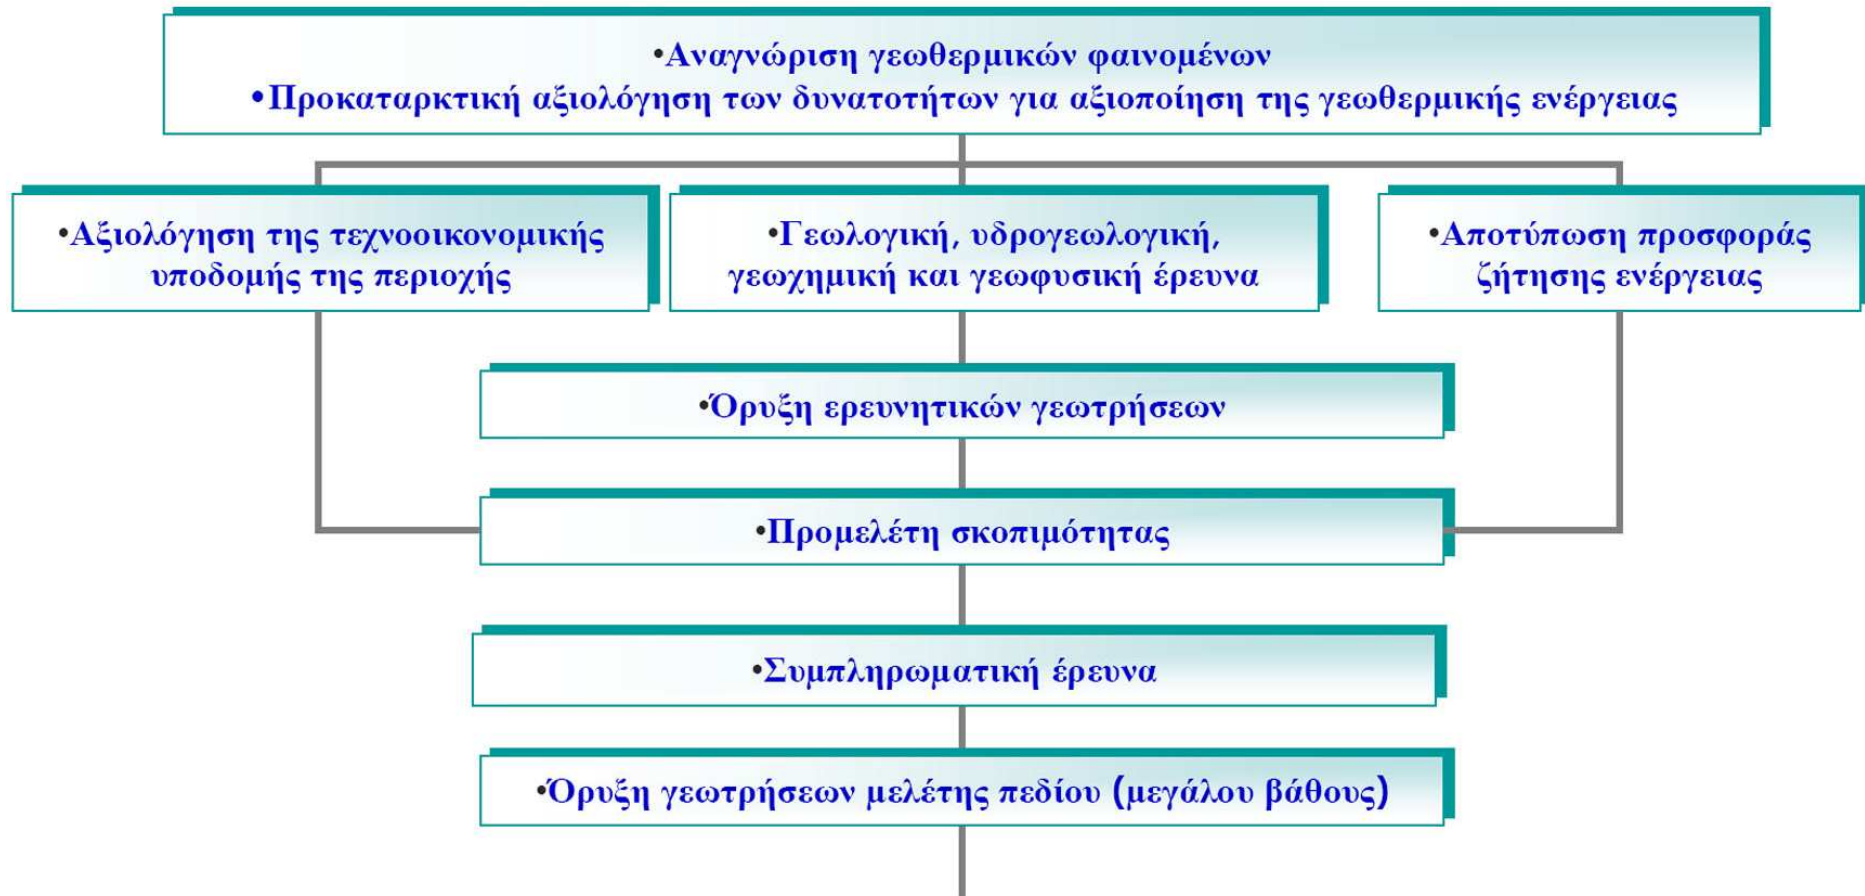 •Αναγνώριση γεωθερμικών φαινομένων
•Προκαταρκτική αξιολόγηση των δυνατοτήτων για αξιοποίηση της γεωθερμικής ενέργειας
•Αξιολόγηση της τεχνοοικονομικής
υποδομής της περιοχής
•Γεωλογική, υδρογεωλογική,
γεωχημική και γεωφυσική έρευνα
•Αποτύπωση προσφοράς
ζήτησης ενέργειας
•Όρυξη ερευνητικών γεωτρήσεων
•Προμελέτη σκοπιμότητας
•Συμπληρωματική έρευνα
•Όρυξη γεωτρήσεων μελέτης πεδίου (μεγάλου βάθους)